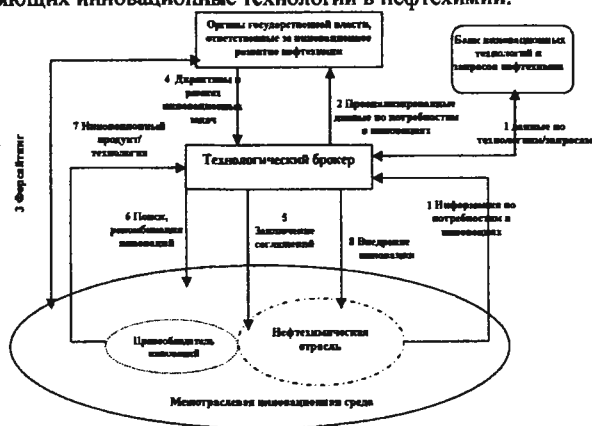 яющих инновационные технологии в нефтехимии.
Органы государственной власти,
ответственные за инновационное
развитие нефтехимии
Банк инновационных
технологий и
запросов нефтехимии
4 Директивы в
рамках
инновационных
задач
2 Проанализированные
данные по потребностям
в инновациях
1 данные по
технологиям/запросам
7 Инновационный
продукт/
технология
3 Форсайтинг
Технологический брокер
6 Поиск,
рекомбинация
инноваций
5
Заключение
соглашений
8 Внедрение
инновации
1 Информация по
потребностям в
инновациях
Правообладатель
инноваций
Нефтехимическая
отрасль
Межотраслевая инновационная среда